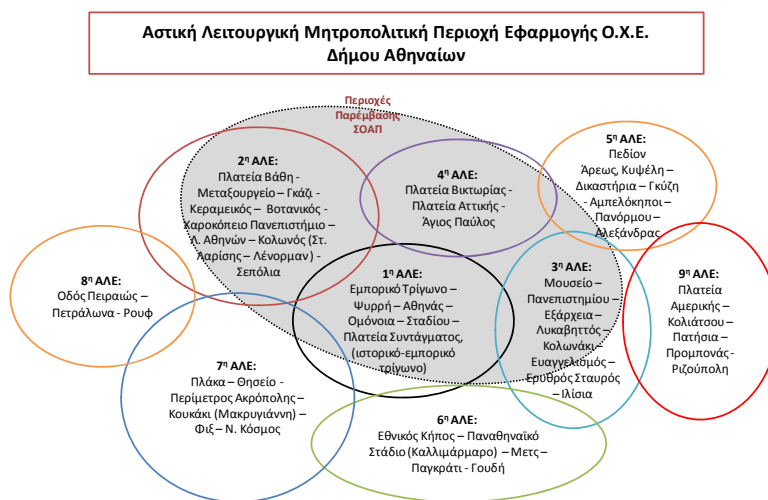 Αστική Λειτουργική Μητροπολιτική Περιοχή Εφαρμογής Ο.Χ.Ε.
Δήμου Αθηναίων
Περιοχές
Παρέμβασης
ΣΟΑΠ
2η ΑΛΕ:
Πλατεία Βάθη -
Μεταξουργείο – Γκάζι -
Κεραμεικός – Βοτανικός -
Χαροκόπειο Πανεπιστήμιο –
Λ. Αθηνών – Κολωνός (Στ.
Λαρίσης – Λένορμαν ) -
Σεπόλια
4η ΑΛΕ:
Πλατεία Βικτωρίας -
Πλατεία Αττικής -
Άγιος Παύλος
5η ΑΛΕ:
Πεδίον
Άρεως, Κυψέλη –
Δικαστήρια – Γκύζη
- Αμπελόκηποι –
Πανόρμου –
Αλεξάνδρας
8η ΑΛΕ:
Οδός Πειραιώς –
Πετράλωνα - Ρουφ
1η ΑΛΕ:
Εμπορικό Τρίγωνο –
Ψυρρή – Αθηνάς –
Ομόνοια – Σταδίου –
Πλατεία Συντάγματος,
(ιστορικό-εμπορικό
τρίγωνο)
3η ΑΛΕ:
Μουσείο –
Πανεπιστημίου –
Εξάρχεια –
Λυκαβηττός –
Κολωνάκι –
Ευαγγελισμός –
Ερυθρός Σταυρός
– Ιλίσια
9η ΑΛΕ:
Πλατεία
Αμερικής –
Κολιάτσου –
Πατήσια –
Προμπονάς -
Ριζούπολη
7η ΑΛΕ:
Πλάκα – Θησείο -
Περίμετρος Ακρόπολης –
Κουκάκι (Μακρυγιάννη) –
Φιξ – Ν. Κόσμος
6η ΑΛΕ:
Εθνικός Κήπος – Παναθηναϊκό
Στάδιο (Καλλιμάρμαρο) – Μετς –
Παγκράτι - Γουδή